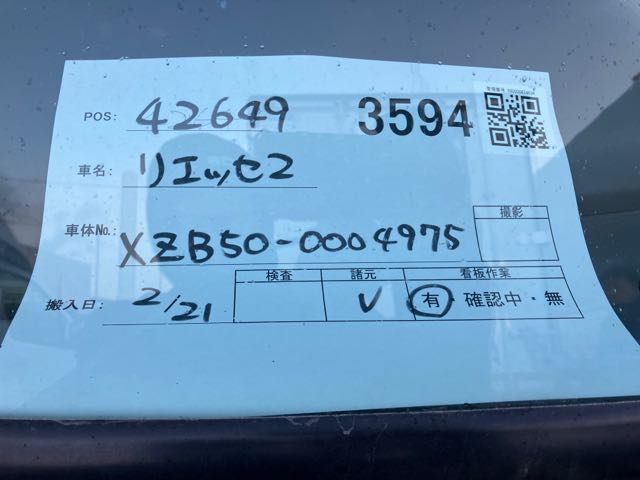 POS: 42649 3594
車名: リエッセ2
車体No.: XZB50-0004975
撮影
検査 諸元 看板作業
搬入日: 2/21 V 有 確認中・無